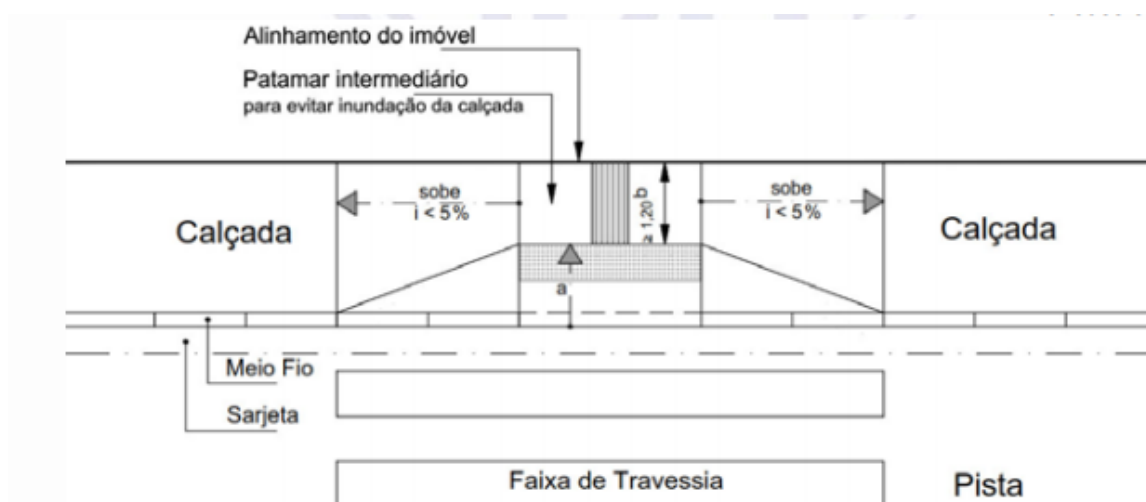 Alinhamento do imóvel
Patamar intermediário
para evitar inundação da calçada
sobe
i < 5%
≥ 1,20
b
sobe
i < 5%
Calçada
Calçada
a
Meio Fio
Sarjeta
Faixa de Travessia
Pista